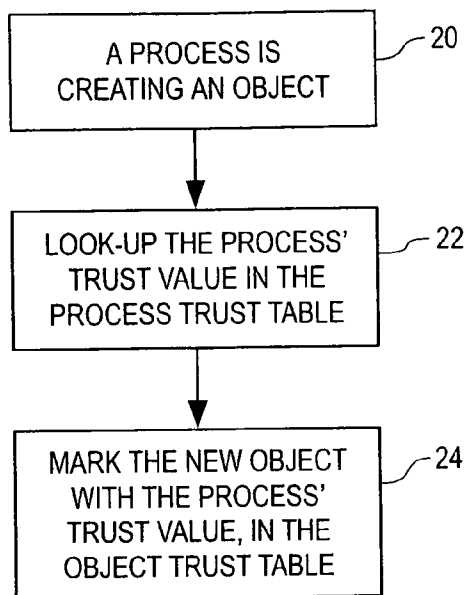 A PROCESS IS
CREATING AN OBJECT
20
LOOK-UP THE PROCESS'
TRUST VALUE IN THE
PROCESS TRUST TABLE
22
MARK THE NEW OBJECT
WITH THE PROCESS'
TRUST VALUE, IN THE
OBJECT TRUST TABLE
24